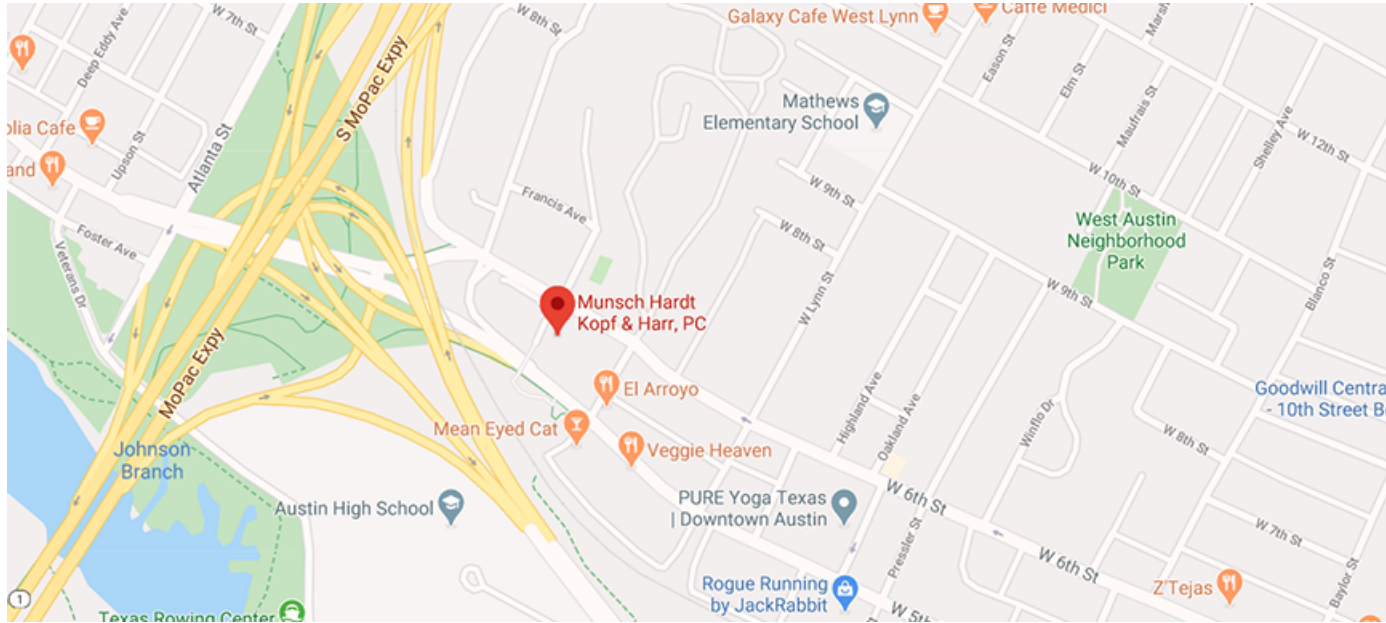 W 7th St
W 8th St
Galaxy Cafe West Lynn
Caffe Medici
Deep Eddy Ave
S MoPac Expy
Eason St
Elm St
Mathews
Elementary School
Maufrais St
Shelley Ave
W 12th St
olia Cafe
Upson St
Atlanta St
and
W 10th St
W 9th St
Francis Ave
W 8th St
West Austin
Neighborhood
Park
Foster Ave
Veterans Dr
W Lynn St
W 9th St
Blanco St
Munsch Hardt
Kopf & Harr, PC
MoPac Expy
El Arroyo
Goodwill Centra
- 10th Street B
Mean Eyed Cat
Highland Ave
Oakland Ave
Winflo Dr
Johnson
Branch
Veggie Heaven
W 8th St
Austin High School
PURE Yoga Texas
| Downtown Austin
W 6th St
W 7th St
Pressler St
W 6th St
Rogue Running
by JackRabbit
Z'Tejas
Baylor St
1
Texas Rowing Center
W 5th